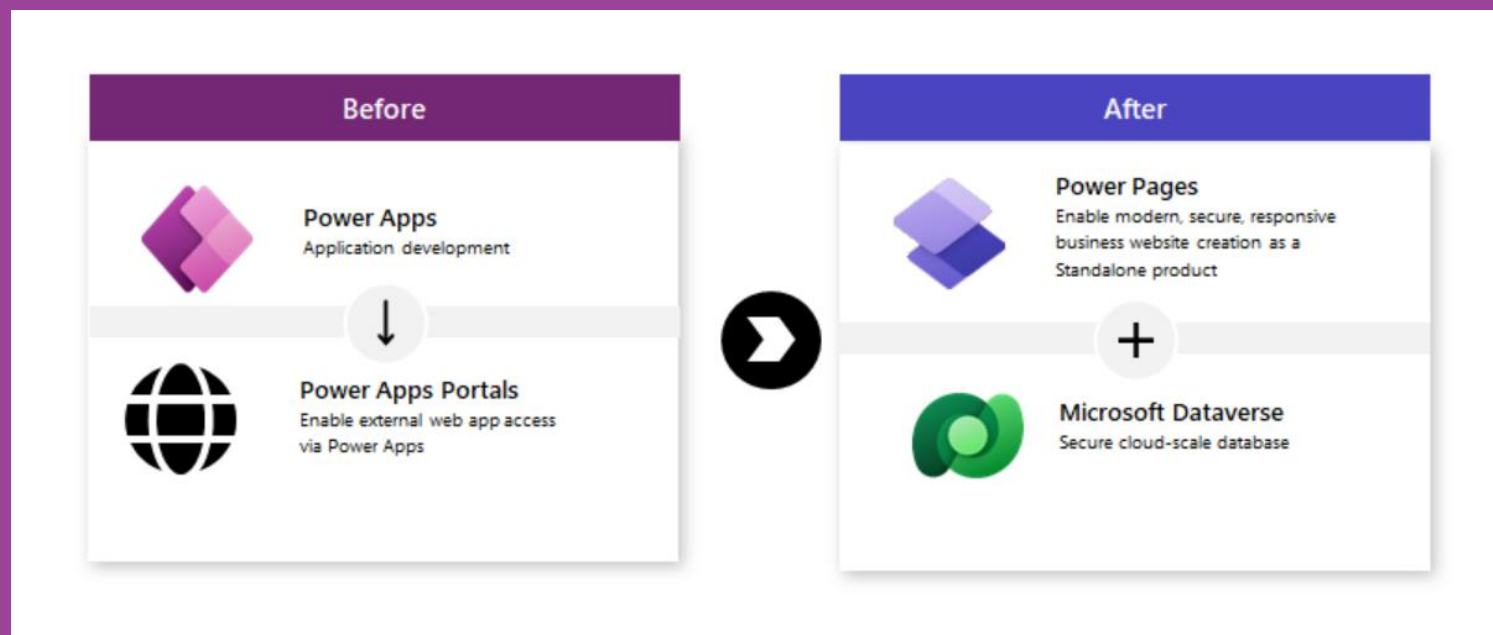 Before
Power Apps
Application development
Power Apps Portals
Enable external web app access
via Power Apps
After
Power Pages
Enable modern, secure, responsive
business website creation as a
Standalone product
+
Microsoft Dataverse
Secure cloud-scale database